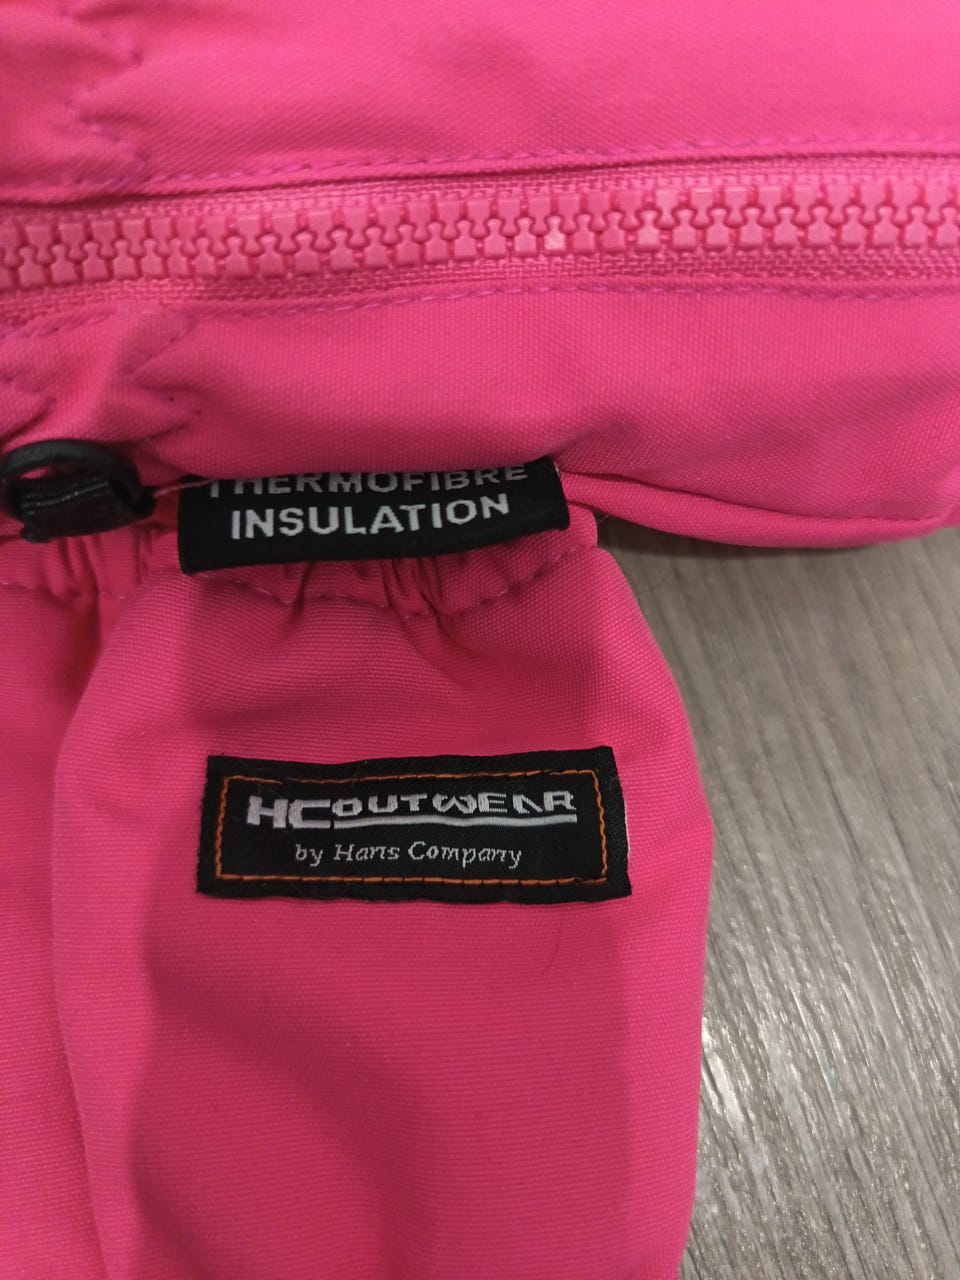 THERMOFIBRE
INSULATION
HCOUTWEAR
by Hans Company